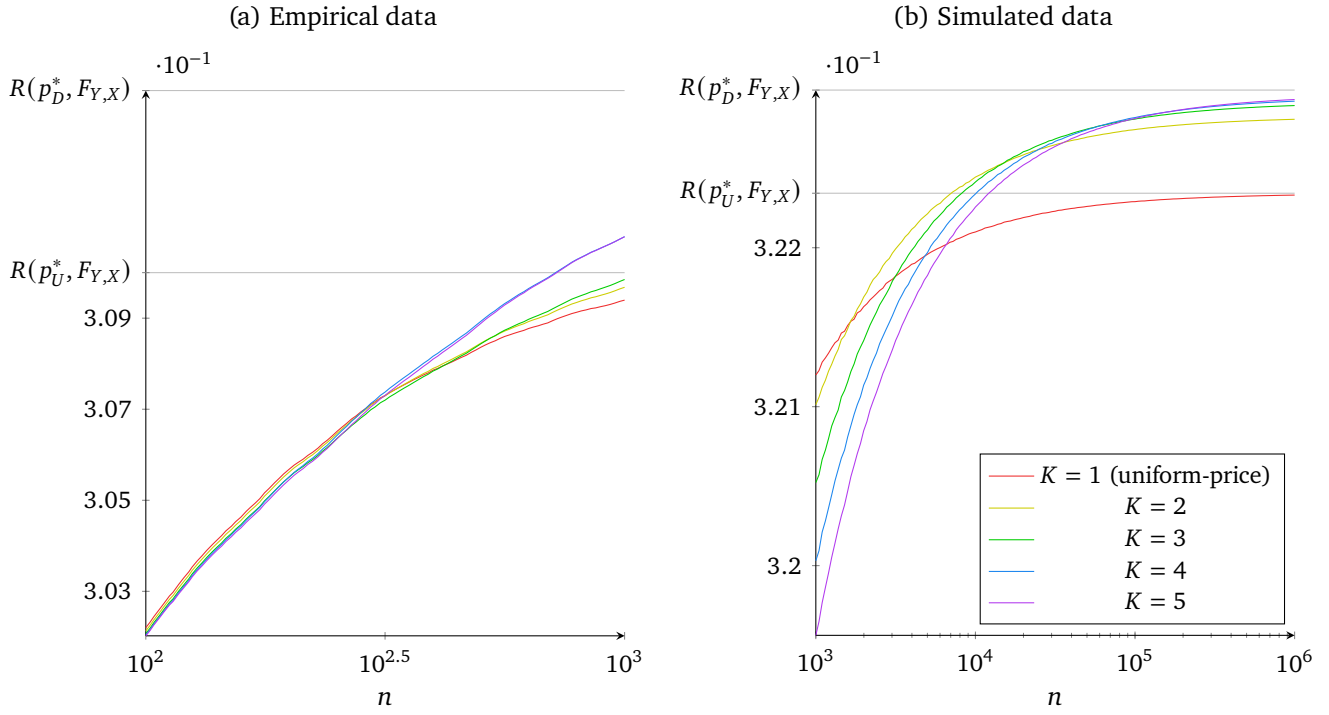 (a) Empirical data
·10⁻¹
R(p*_D, F_{Y,X})
R(p*_U, F_{Y,X})
3.09
3.07
3.05
3.03
10² 10^{2.5} 10³
n
(b) Simulated data
·10⁻¹
R(p*_D, F_{Y,X})
R(p*_U, F_{Y,X})
3.22
3.21
3.2
K = 1 (uniform-price)
K = 2
K = 3
K = 4
K = 5
10³ 10⁴ 10⁵ 10⁶
n